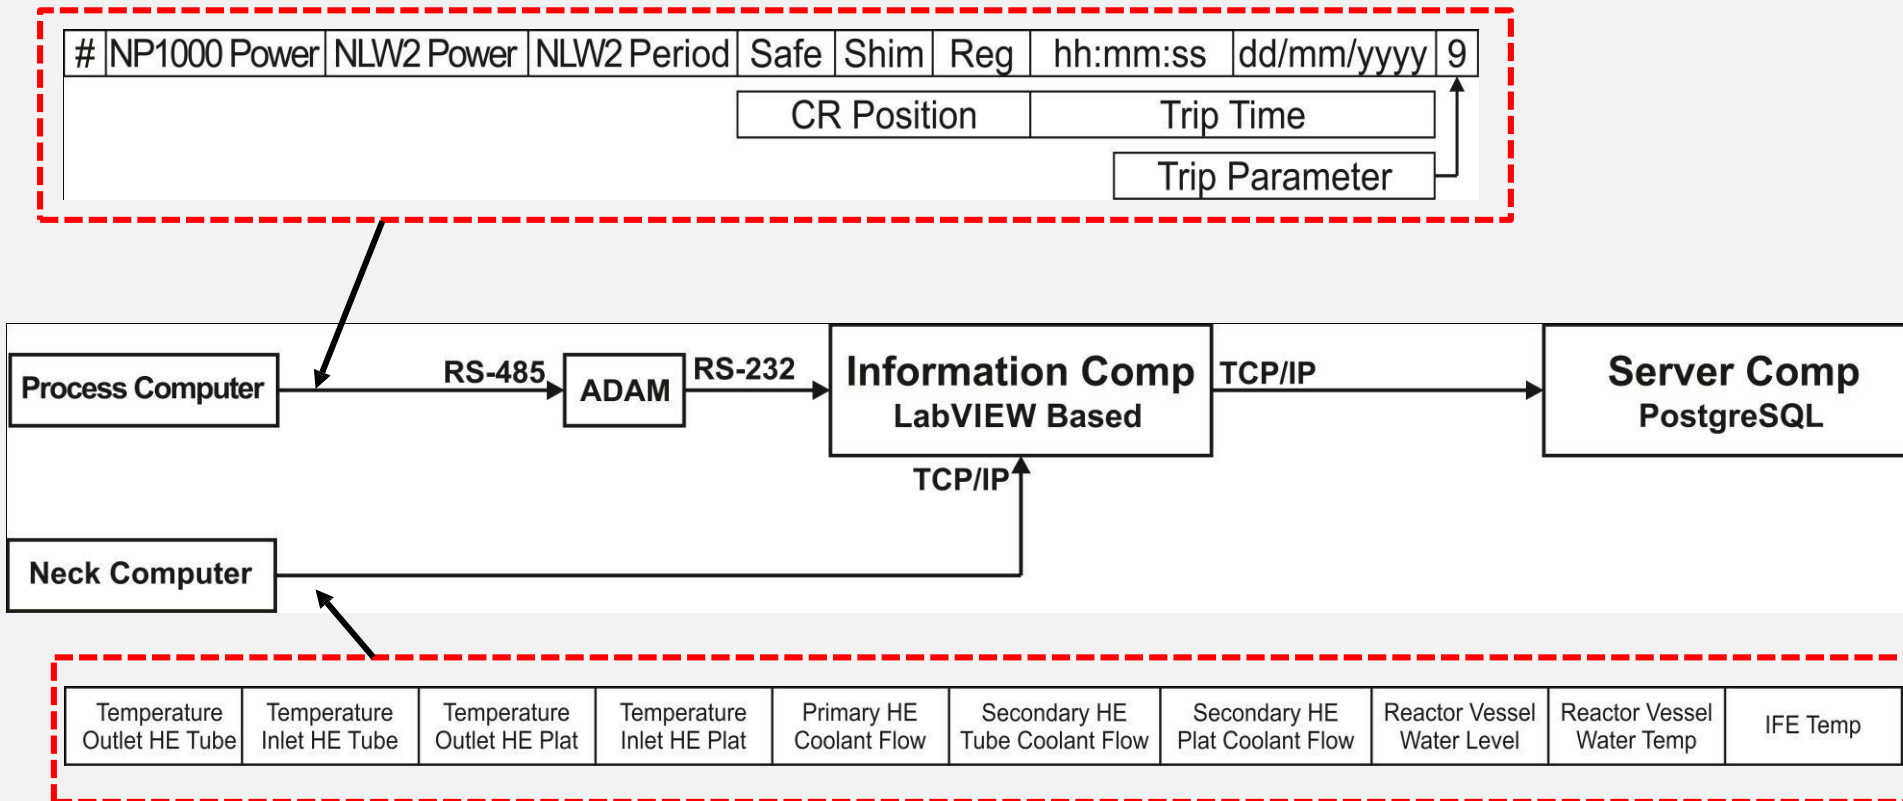 # NP1000 Power NLW2 Power NLW2 Period Safe Shim Reg hh:mm:ss dd/mm/yyyy 9
CR Position Trip Time
Trip Parameter
Process Computer
RS-485
ADAM
RS-232
Information Comp
LabVIEW Based
TCP/IP
Server Comp
PostgreSQL
TCP/IP
Neck Computer
Temperature
Outlet HE Tube
Temperature
Inlet HE Tube
Temperature
Outlet HE Plat
Temperature
Inlet HE Plat
Primary HE
Coolant Flow
Secondary HE
Tube Coolant Flow
Secondary HE
Plat Coolant Flow
Reactor Vessel
Water Level
Reactor Vessel
Water Temp
IFE Temp